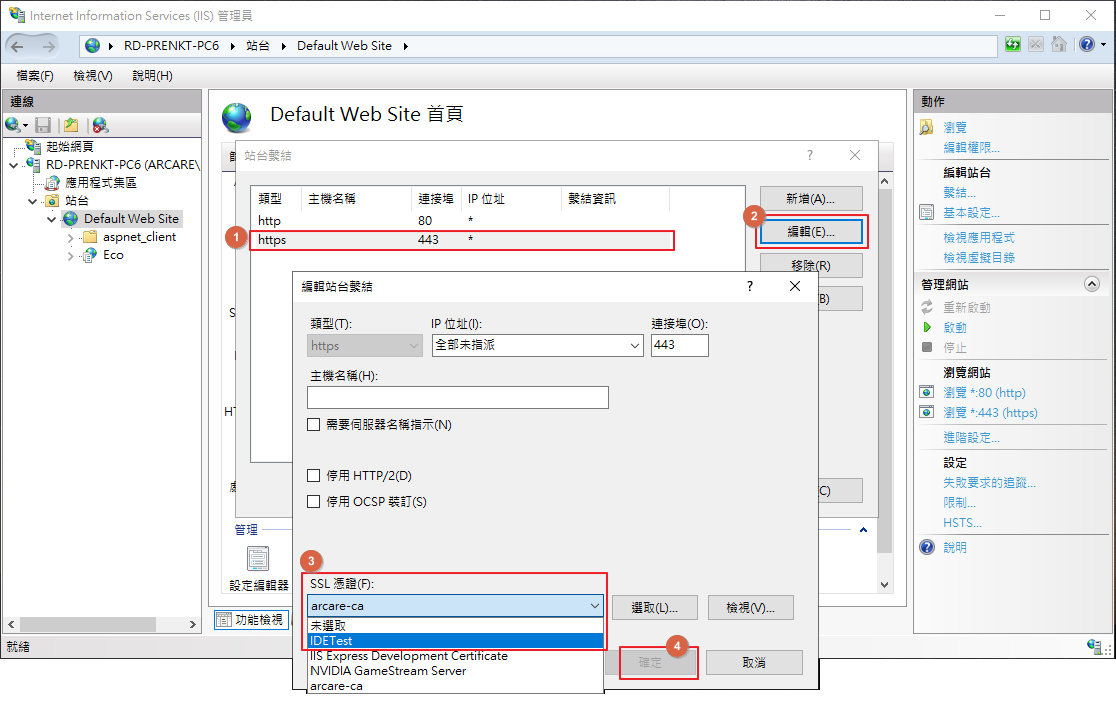 Internet Information Services (IIS) 管理員
RD-PRENKT-PC6
站台
Default Web Site
檔案(F)
檢視(V)
說明(H)
連線
起始網頁
RD-PRENKT-PC6 (ARCARE\
應用程式集區
站台
Default Web Site
aspnet_client
Eco
Default Web Site 首頁
站台繫結
?
類型
主機名稱
連接埠
IP 位址
繫結資訊
http
80
*
1
https
443
*
新增(A)...
2
編輯(E)...
移除(R)
B)
S
HT
C)
編輯站台繫結
?
類型(T):
IP 位址(I):
連接埠(O):
https
全部未指派
443
主機名稱(H):
需要伺服器名稱指示(N)
停用 HTTP/2(D)
停用 OCSP 裝訂(S)
3
SSL 憑證(F):
arcare-ca
選取(L)...
檢視(V)...
未選取
IDETest
IIS Express Development Certificate
NVIDIA GameStream Server
arcare-ca
4
確定
取消
管理
設定編輯器
功能檢視
就緒
動作
瀏覽
編輯權限...
編輯站台
繫結...
基本設定...
檢視應用程式
檢視虛擬目錄
管理網站
重新啟動
啟動
停止
瀏覽網站
瀏覽 *:80 (http)
瀏覽 *:443 (https)
進階設定...
設定
失敗要求的追蹤...
限制...
HSTS...
說明